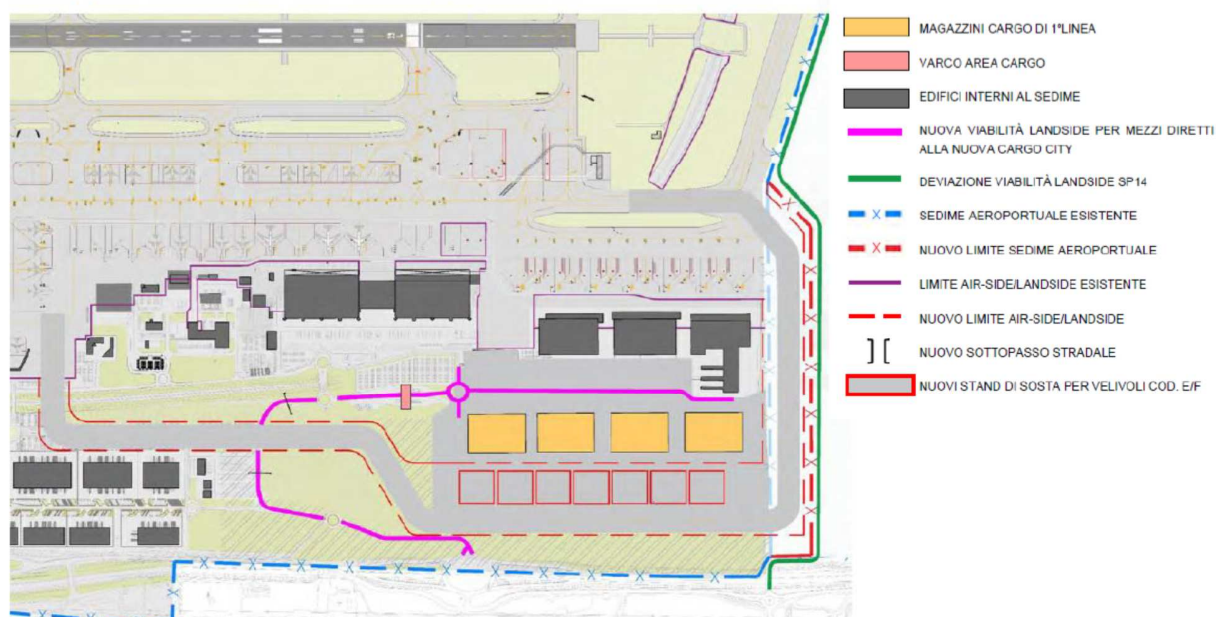 MAGAZZINI CARGO DI 1°LINEA
VARCO AREA CARGO
EDIFICI INTERNI AL SEDIME
NUOVA VIABILITÀ LANDSIDE PER MEZZI DIRETTI
ALLA NUOVA CARGO CITY
DEVIAZIONE VIABILITÀ LANDSIDE SP14
SEDIME AEROPORTUALE ESISTENTE
NUOVO LIMITE SEDIME AEROPORTUALE
LIMITE AIR-SIDE/LANDSIDE ESISTENTE
NUOVO LIMITE AIR-SIDE/LANDSIDE
NUOVO SOTTOPASSO STRADALE
NUOVI STAND DI SOSTA PER VELIVOLI COD. E/F